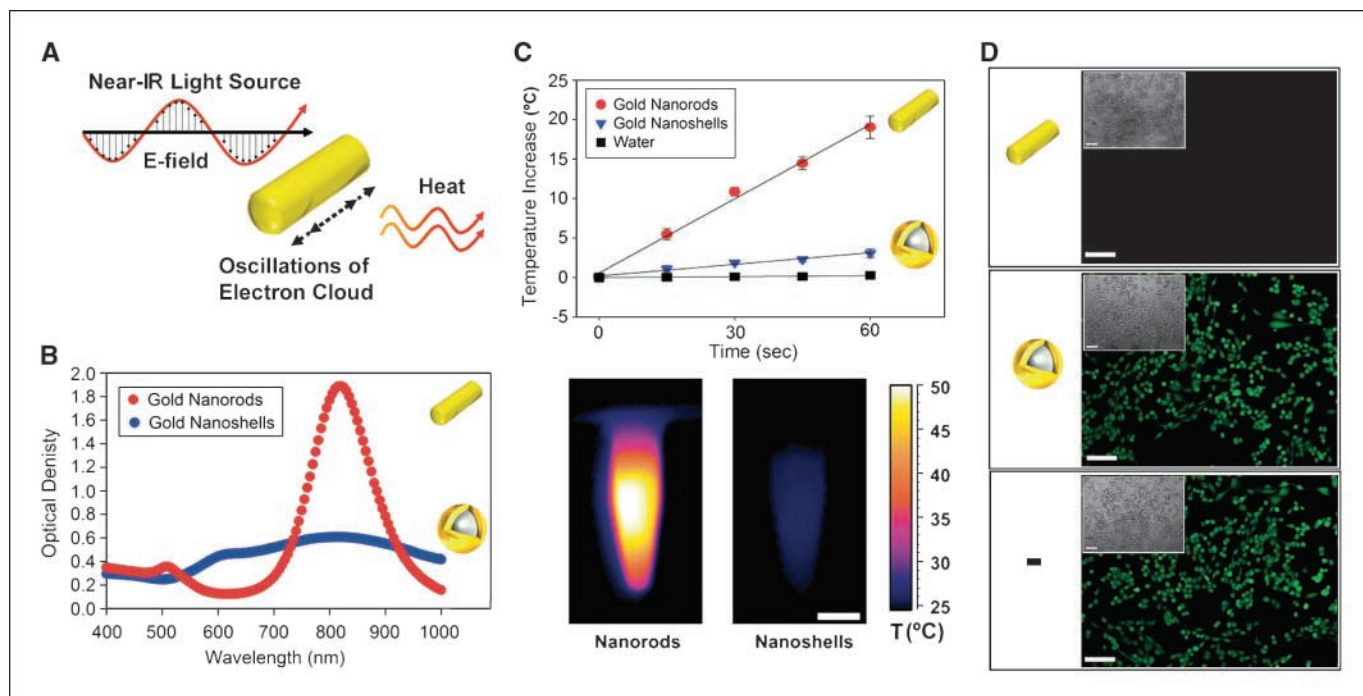 A
Near-IR Light Source
E-field
Heat
Oscillations of
Electron Cloud
B
2.0
1.8
1.6
1.4
1.2
1.0
0.8
0.6
0.4
0.2
0.0
Optical Denisty
Gold Nanorods
Gold Nanoshells
400 500 600 700 800 900 1000
Wavelength (nm)
C
25
20
15
10
5
0
-5
Temperature Increase (ºC)
Gold Nanorods
Gold Nanoshells
Water
0 30 60
Time (sec)
Nanorods
Nanoshells
50
45
40
35
30
25
T (ºC)
D